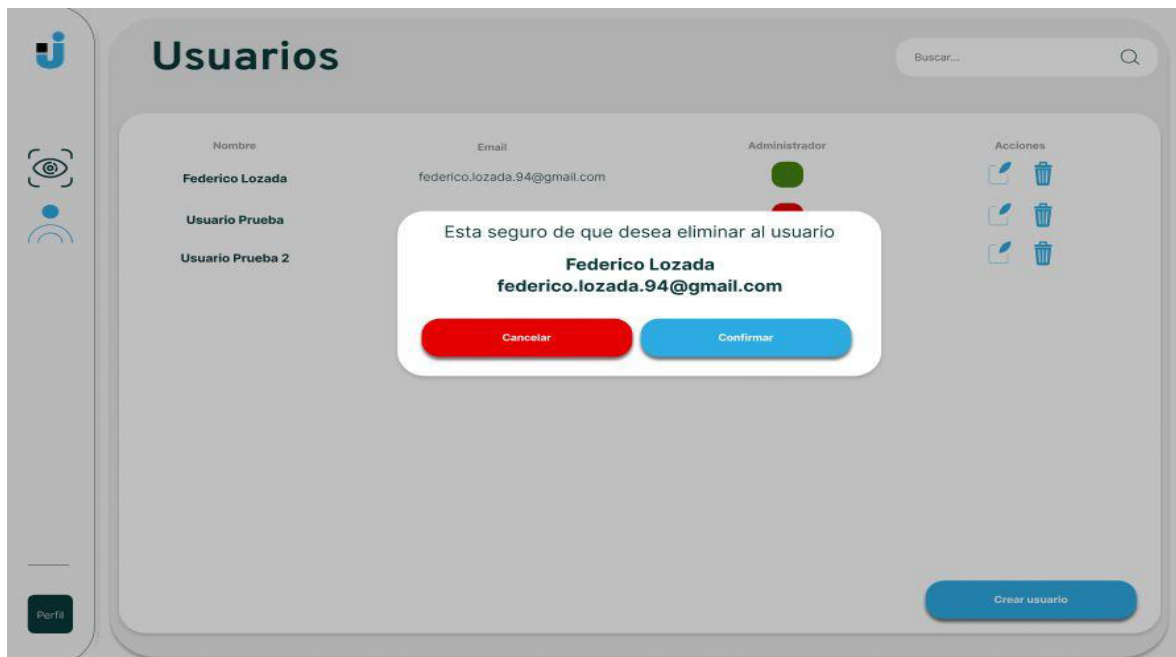 Usuarios
Buscar...
Nombre Email Administrador Acciones
Federico Lozada federico.lozada.94@gmail.com
Usuario Prueba
Usuario Prueba 2
Esta seguro de que desea eliminar al usuario
Federico Lozada
federico.lozada.94@gmail.com
Cancelar Confirmar
Crear usuario
Perfil